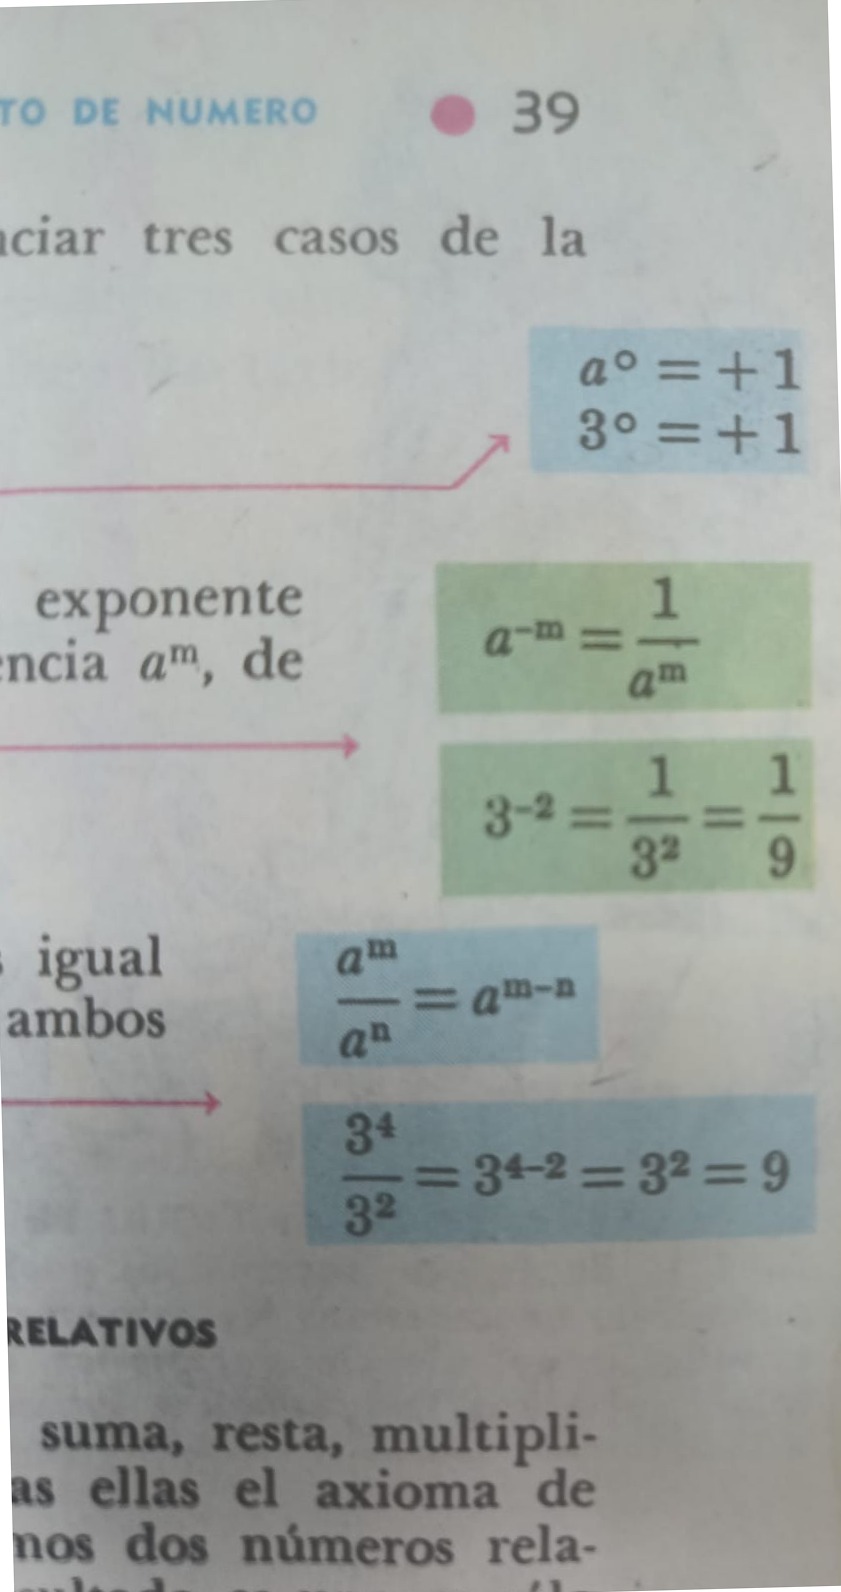 TO DE NUMERO ● 39
nciar tres casos de la
a° = + 1
3° = + 1
exponente
encia aᵐ, de
a⁻ᵐ = 1/aᵐ
3⁻² = 1/3² = 1/9
igual
ambos
aᵐ/aⁿ = aᵐ⁻ⁿ
3⁴/3² = 3⁴⁻² = 3² = 9
RELATIVOS
suma, resta, multipli-
as ellas el axioma de
mos dos números rela-